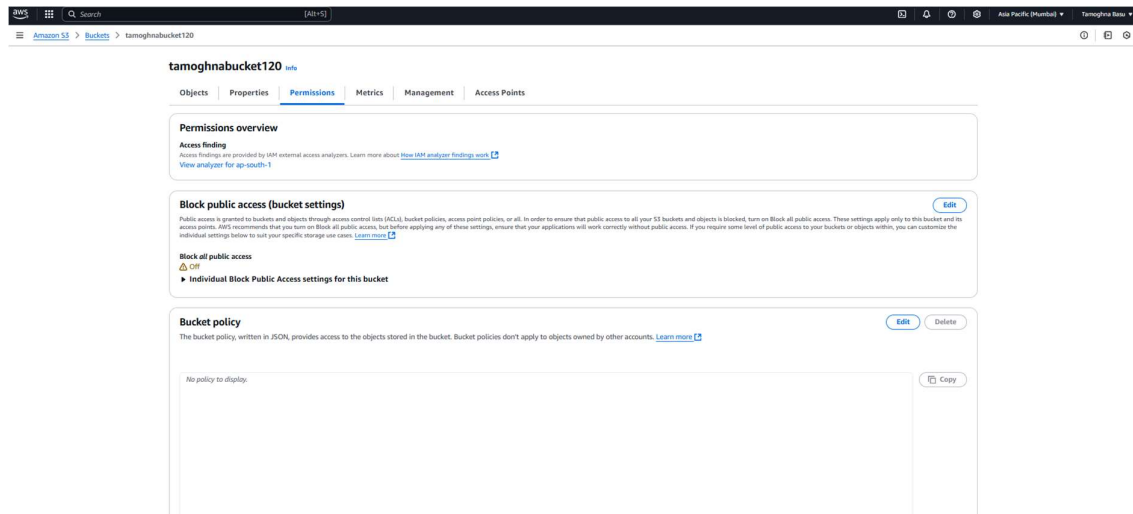 aws
Search [Alt+S]
Asia Pacific (Mumbai)
Tamoghna Basu
Amazon S3 > Buckets > tamoghnabucket120
tamoghnabucket120 Info
Objects
Properties
Permissions
Metrics
Management
Access Points
Permissions overview
Access finding
Access findings are provided by IAM external access analyzers. Learn more about How IAM analyzer findings work
View analyzer for ap-south-1
Block public access (bucket settings)
Edit
Public access is granted to buckets and objects through access control lists (ACLs), bucket policies, access point policies, or all. In order to ensure that public access to all your S3 buckets and objects is blocked, turn on Block all public access. These settings apply only to this bucket and its
access points. AWS recommends that you turn on Block all public access, but before applying any of these settings, ensure that your applications will work correctly without public access. If you require some level of public access to your buckets or objects within, you can customize the
individual settings below to suit your specific storage use cases. Learn more
Block all public access
Off
Individual Block Public Access settings for this bucket
Bucket policy
Edit
Delete
The bucket policy, written in JSON, provides access to the objects stored in the bucket. Bucket policies don't apply to objects owned by other accounts. Learn more
No policy to display.
Copy